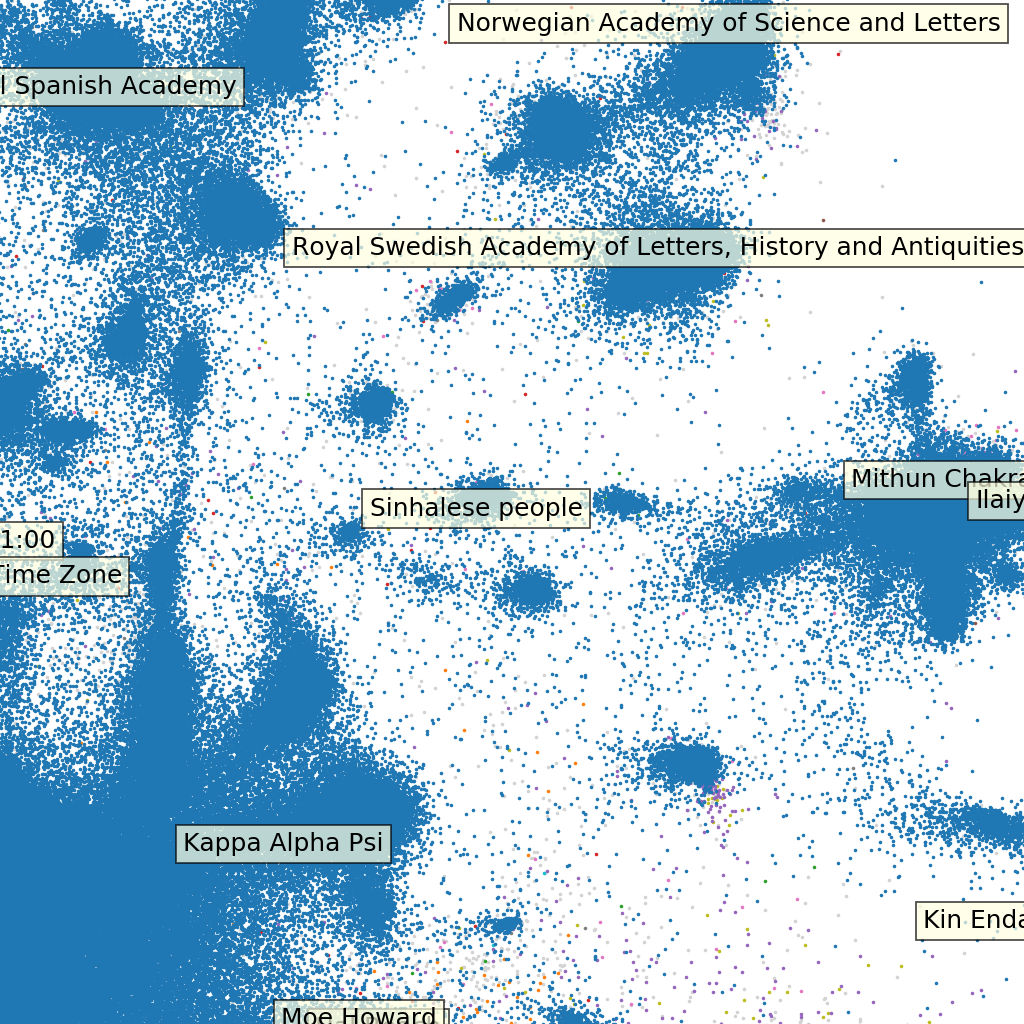 Norwegian Academy of Science and Letters
l Spanish Academy
Royal Swedish Academy of Letters, History and Antiquities
Mithun Chakra
Ilaiy
Sinhalese people
1:00
Time Zone
Kappa Alpha Psi
Kin Enda
Moe Howard